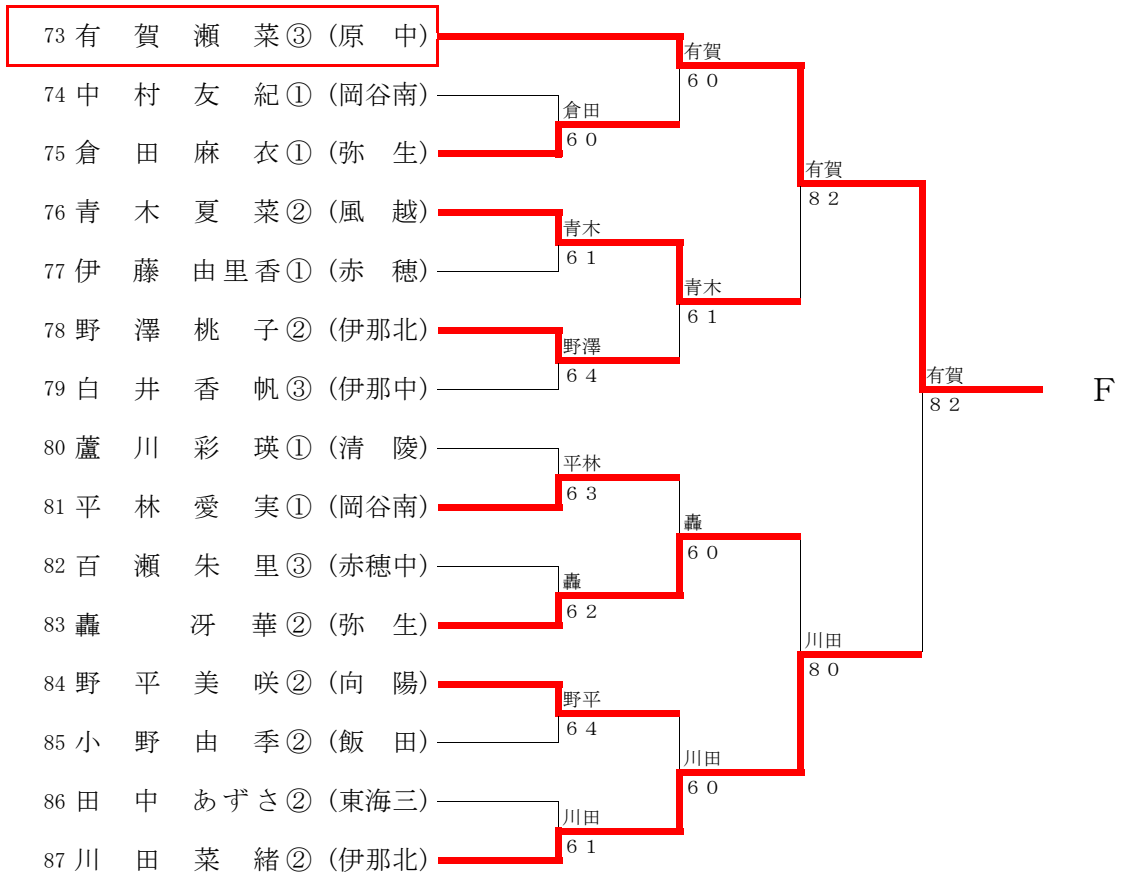 73 有 賀 瀬 菜③ (原 中)
有賀
６０
74 中 村 友 紀① (岡谷南)
倉田
６０
75 倉 田 麻 衣① (弥 生)
有賀
８２
76 青 木 夏 菜② (風 越)
青木
６１
77 伊 藤 由里香① (赤 穂)
青木
６１
78 野 澤 桃 子② (伊那北)
野澤
６４
79 白 井 香 帆③ (伊那中)
有賀
８２
F
80 蘆 川 彩 瑛① (清 陵)
平林
６３
81 平 林 愛 実① (岡谷南)
轟
６０
82 百 瀬 朱 里③ (赤穂中)
轟
６２
83 轟 冴 華② (弥 生)
川田
８０
84 野 平 美 咲② (向 陽)
野平
６４
85 小 野 由 季② (飯 田)
川田
６０
86 田 中 あずさ② (東海三)
川田
６１
87 川 田 菜 緒② (伊那北)